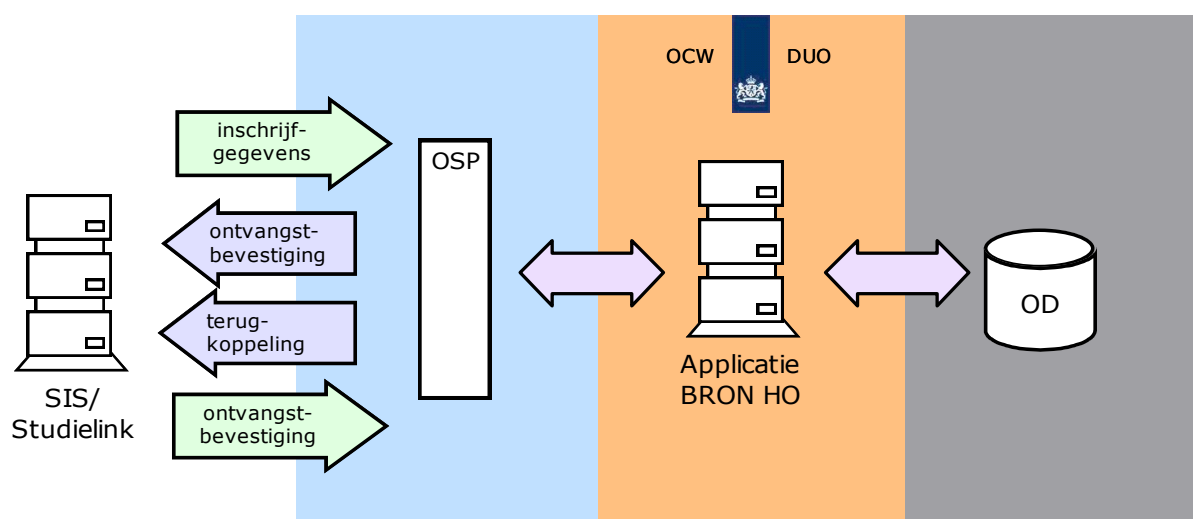 OCW DUO
inschrijf-
gegevens
OSP
ontvangst-
bevestiging
terug-
koppeling
OD
Applicatie
BRON HO
SIS/
Studielink
ontvangst-
bevestiging